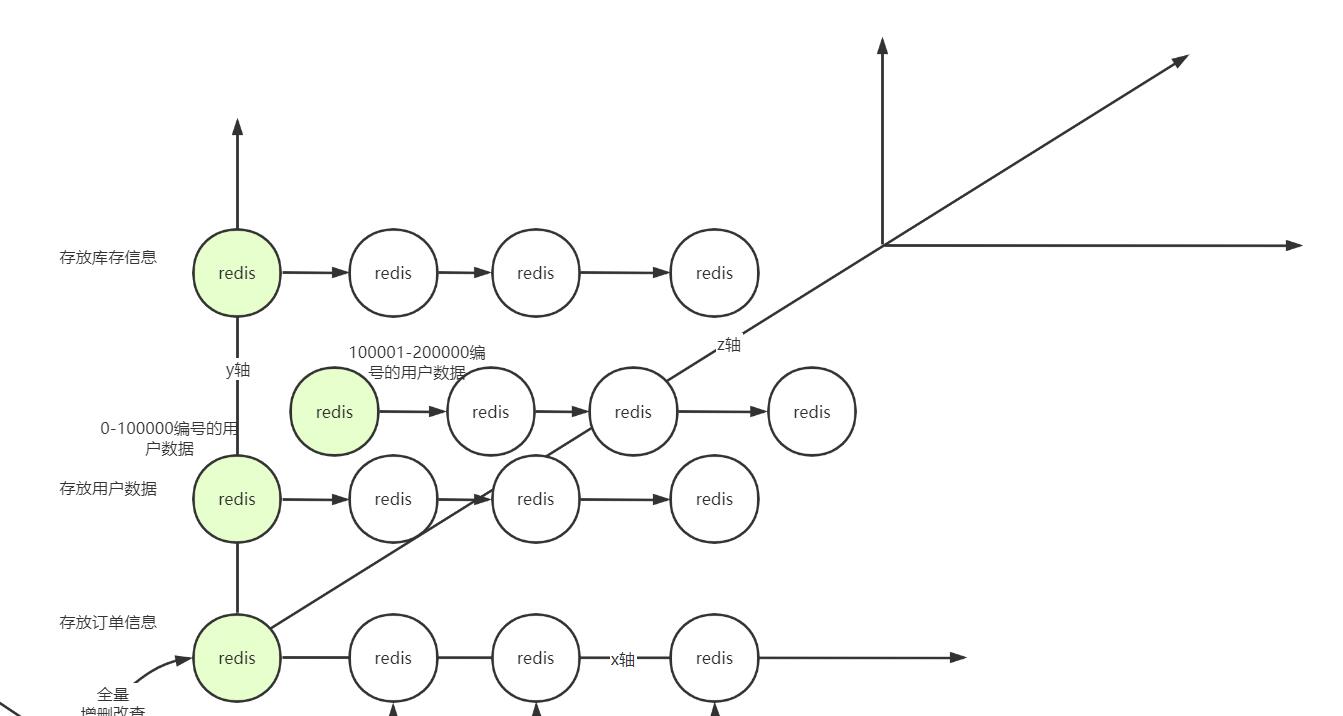 存放库存信息
redis
redis
redis
redis
z轴
100001-200000编
号的用户数据
y轴
redis
redis
redis
redis
0-100000编号的用
户数据
存放用户数据
redis
redis
redis
redis
存放订单信息
redis
redis
redis
x轴
redis
全量
增删改查